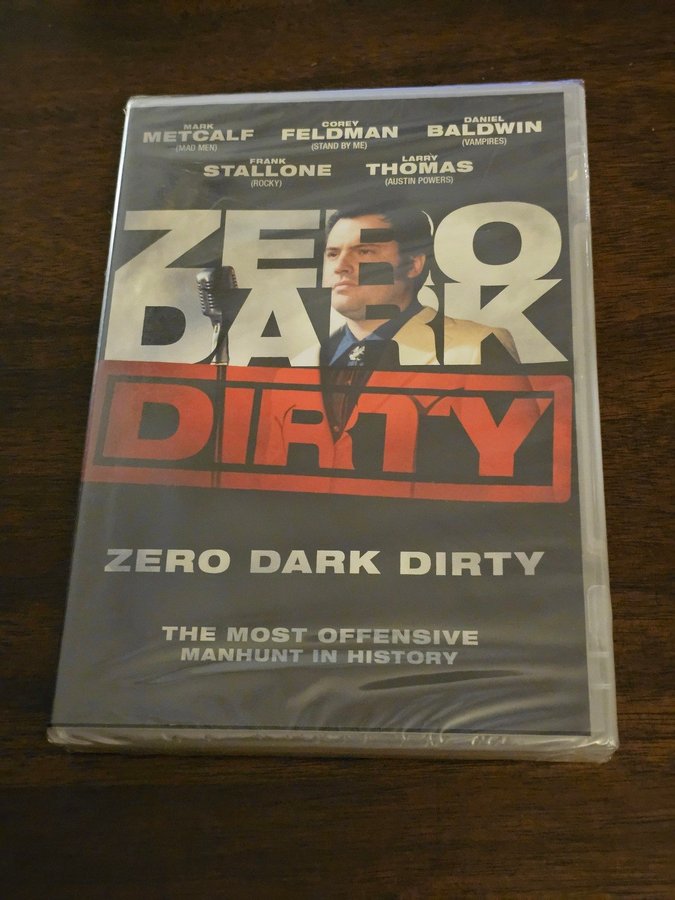 MARK
METCALF
(MAD MEN)
COREY
FELDMAN
(STAND BY ME)
DANIEL
BALDWIN
(VAMPIRES)
FRANK
STALLONE
(ROCKY)
LARRY
THOMAS
(AUSTIN POWERS)
ZERO
DARK
DIRTY
ZERO DARK DIRTY
THE MOST OFFENSIVE
MANHUNT IN HISTORY